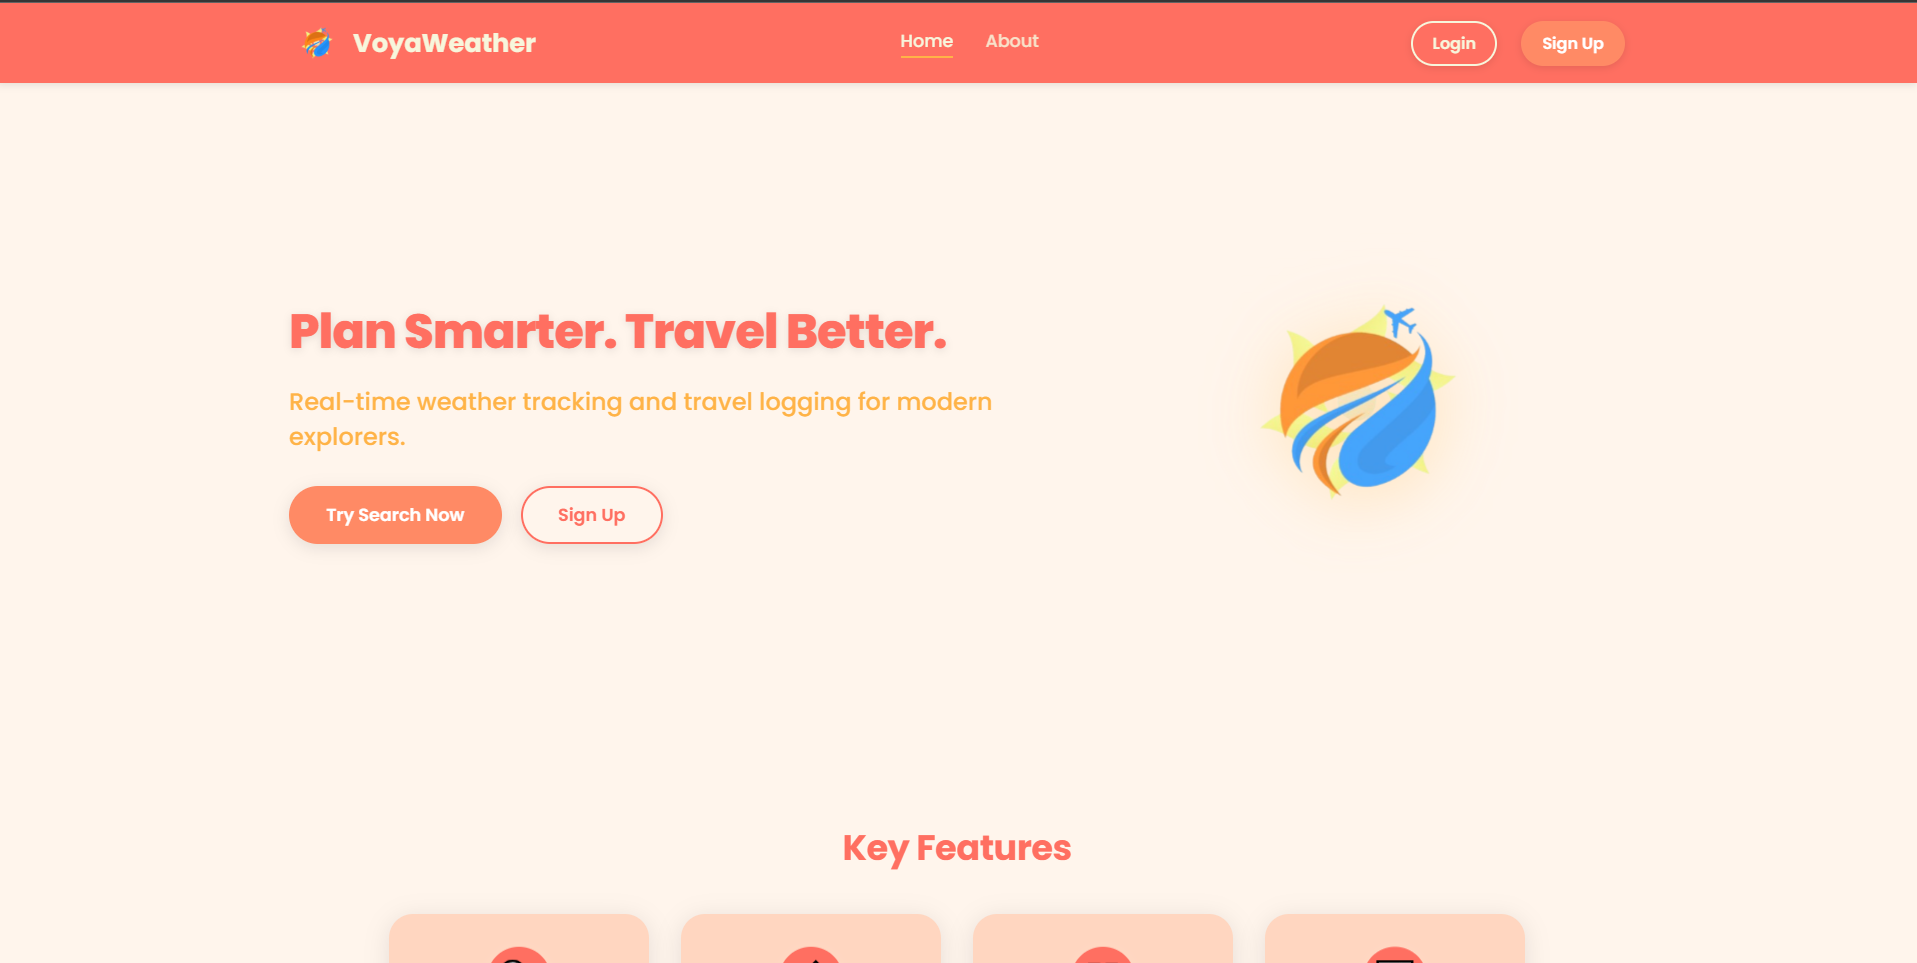 VoyaWeather
Home
About
Login
Sign Up
Plan Smarter. Travel Better.
Real-time weather tracking and travel logging for modern
explorers.
Try Search Now
Sign Up
Key Features